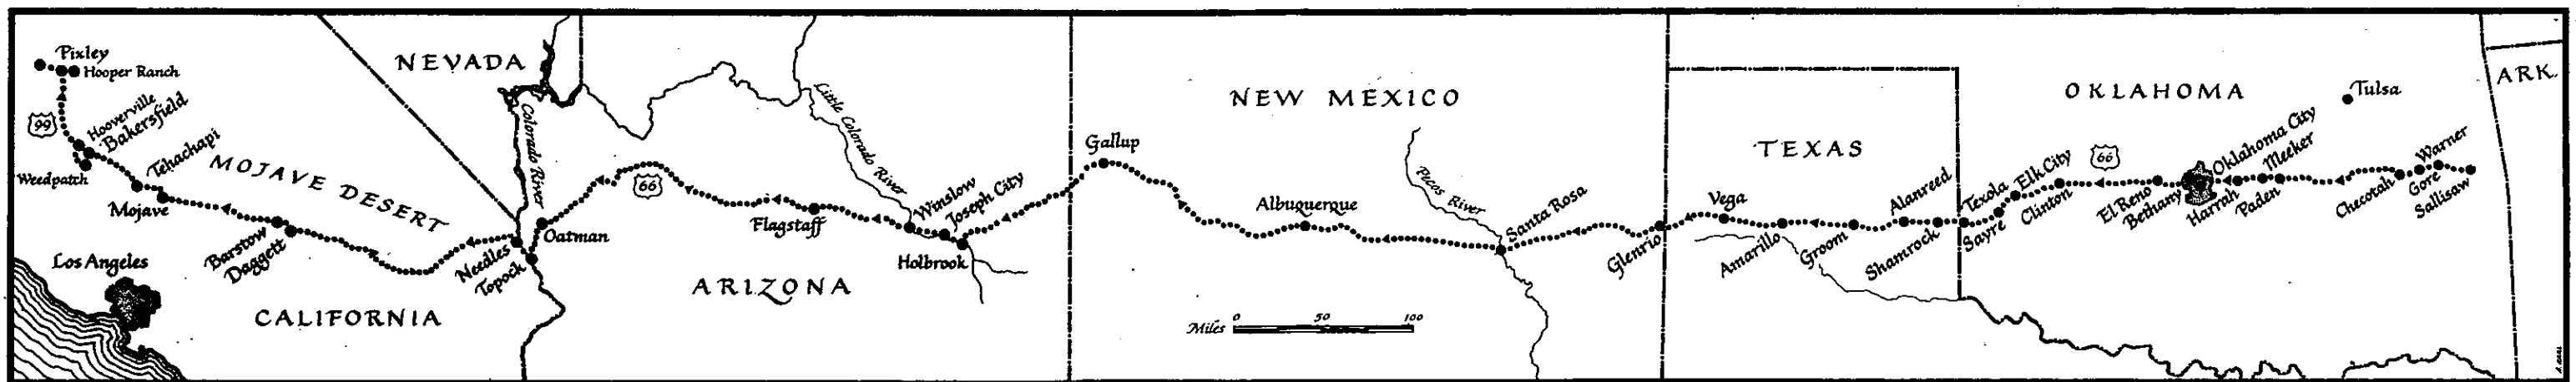 Pixley
Hooper Ranch
99
Hooverville
Bakersfield
Weedpatch
Tehachapi
Mojave
MOJAVE DESERT
Barstow
Daggett
Los Angeles
CALIFORNIA
NEVADA
Colorado River
Needles
Topock
Oatman
66
Flagstaff
ARIZONA
Little Colorado River
Winslow
Joseph City
Holbrook
Gallup
NEW MEXICO
Albuquerque
Miles 0 50 100
Pecos River
Santa Rosa
Glenrio
TEXAS
Vega
Amarillo
Groom
Alanreed
Shamrock
Texola
Sayre
Elk City
Clinton
66
OKLAHOMA
El Reno
Bethany
Oklahoma City
Harrah
Meeker
Paden
Tulsa
Checotah
Warner
Gore
Sallisaw
ARK.